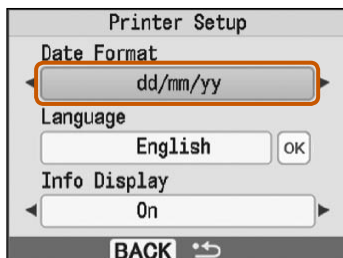 Printer Setup
Date Format
dd/mm/yy
Language
English OK
Info Display
On
BACK